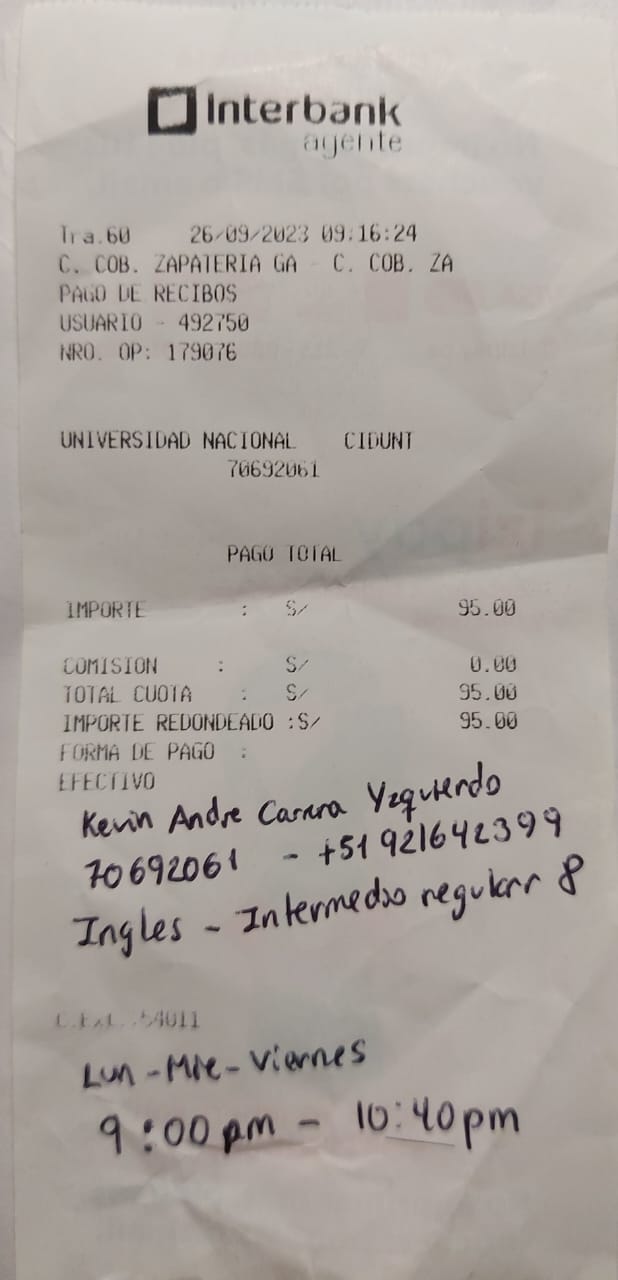 Interbank
agente
Tra.60 26/09/2023 09:16:24
C. COB. ZAPATERIA GA - C. COB. ZA
PAGO DE RECIBOS
USUARIO - 492750
NRO. OP: 179076
UNIVERSIDAD NACIONAL CIDUNT
70692061
PAGO TOTAL
IMPORTE : S/ 95.00
COMISION : S/ 0.00
TOTAL CUOTA : S/ 95.00
IMPORTE REDONDEADO :S/ 95.00
FORMA DE PAGO :
EFECTIVO
Kevin Andre Yzquierdo
70692061 - +51 921642399
Ingles - Intermedio regular 8
Lun - Mie - Viernes
9:00 pm - 10:40 pm